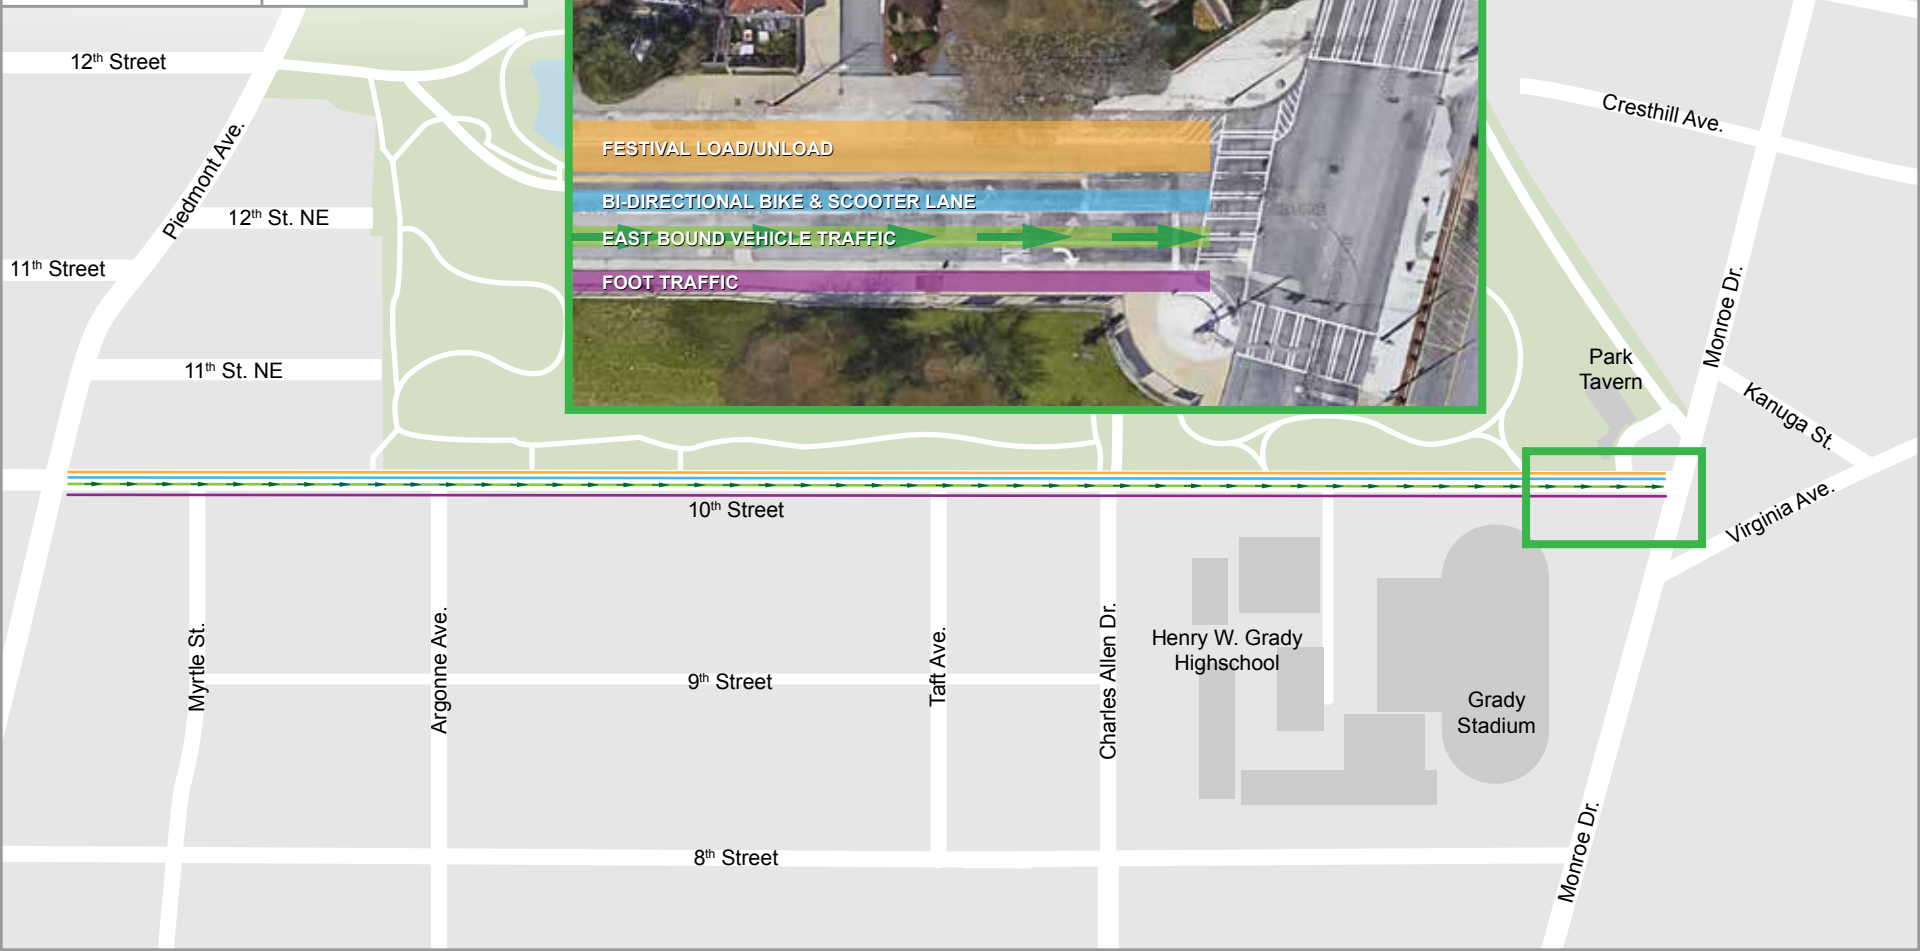 12th Street
Piedmont Ave.
12th St. NE
11th Street
11th St. NE
FESTIVAL LOAD/UNLOAD
BI-DIRECTIONAL BIKE & SCOOTER LANE
EAST BOUND VEHICLE TRAFFIC
FOOT TRAFFIC
Cresthill Ave.
Monroe Dr.
Park
Tavern
Kanuga St.
Virginia Ave.
10th Street
Myrtle St.
Argonne Ave.
9th Street
Taft Ave.
Charles Allen Dr.
Henry W. Grady
Highschool
Grady
Stadium
8th Street
Monroe Dr.